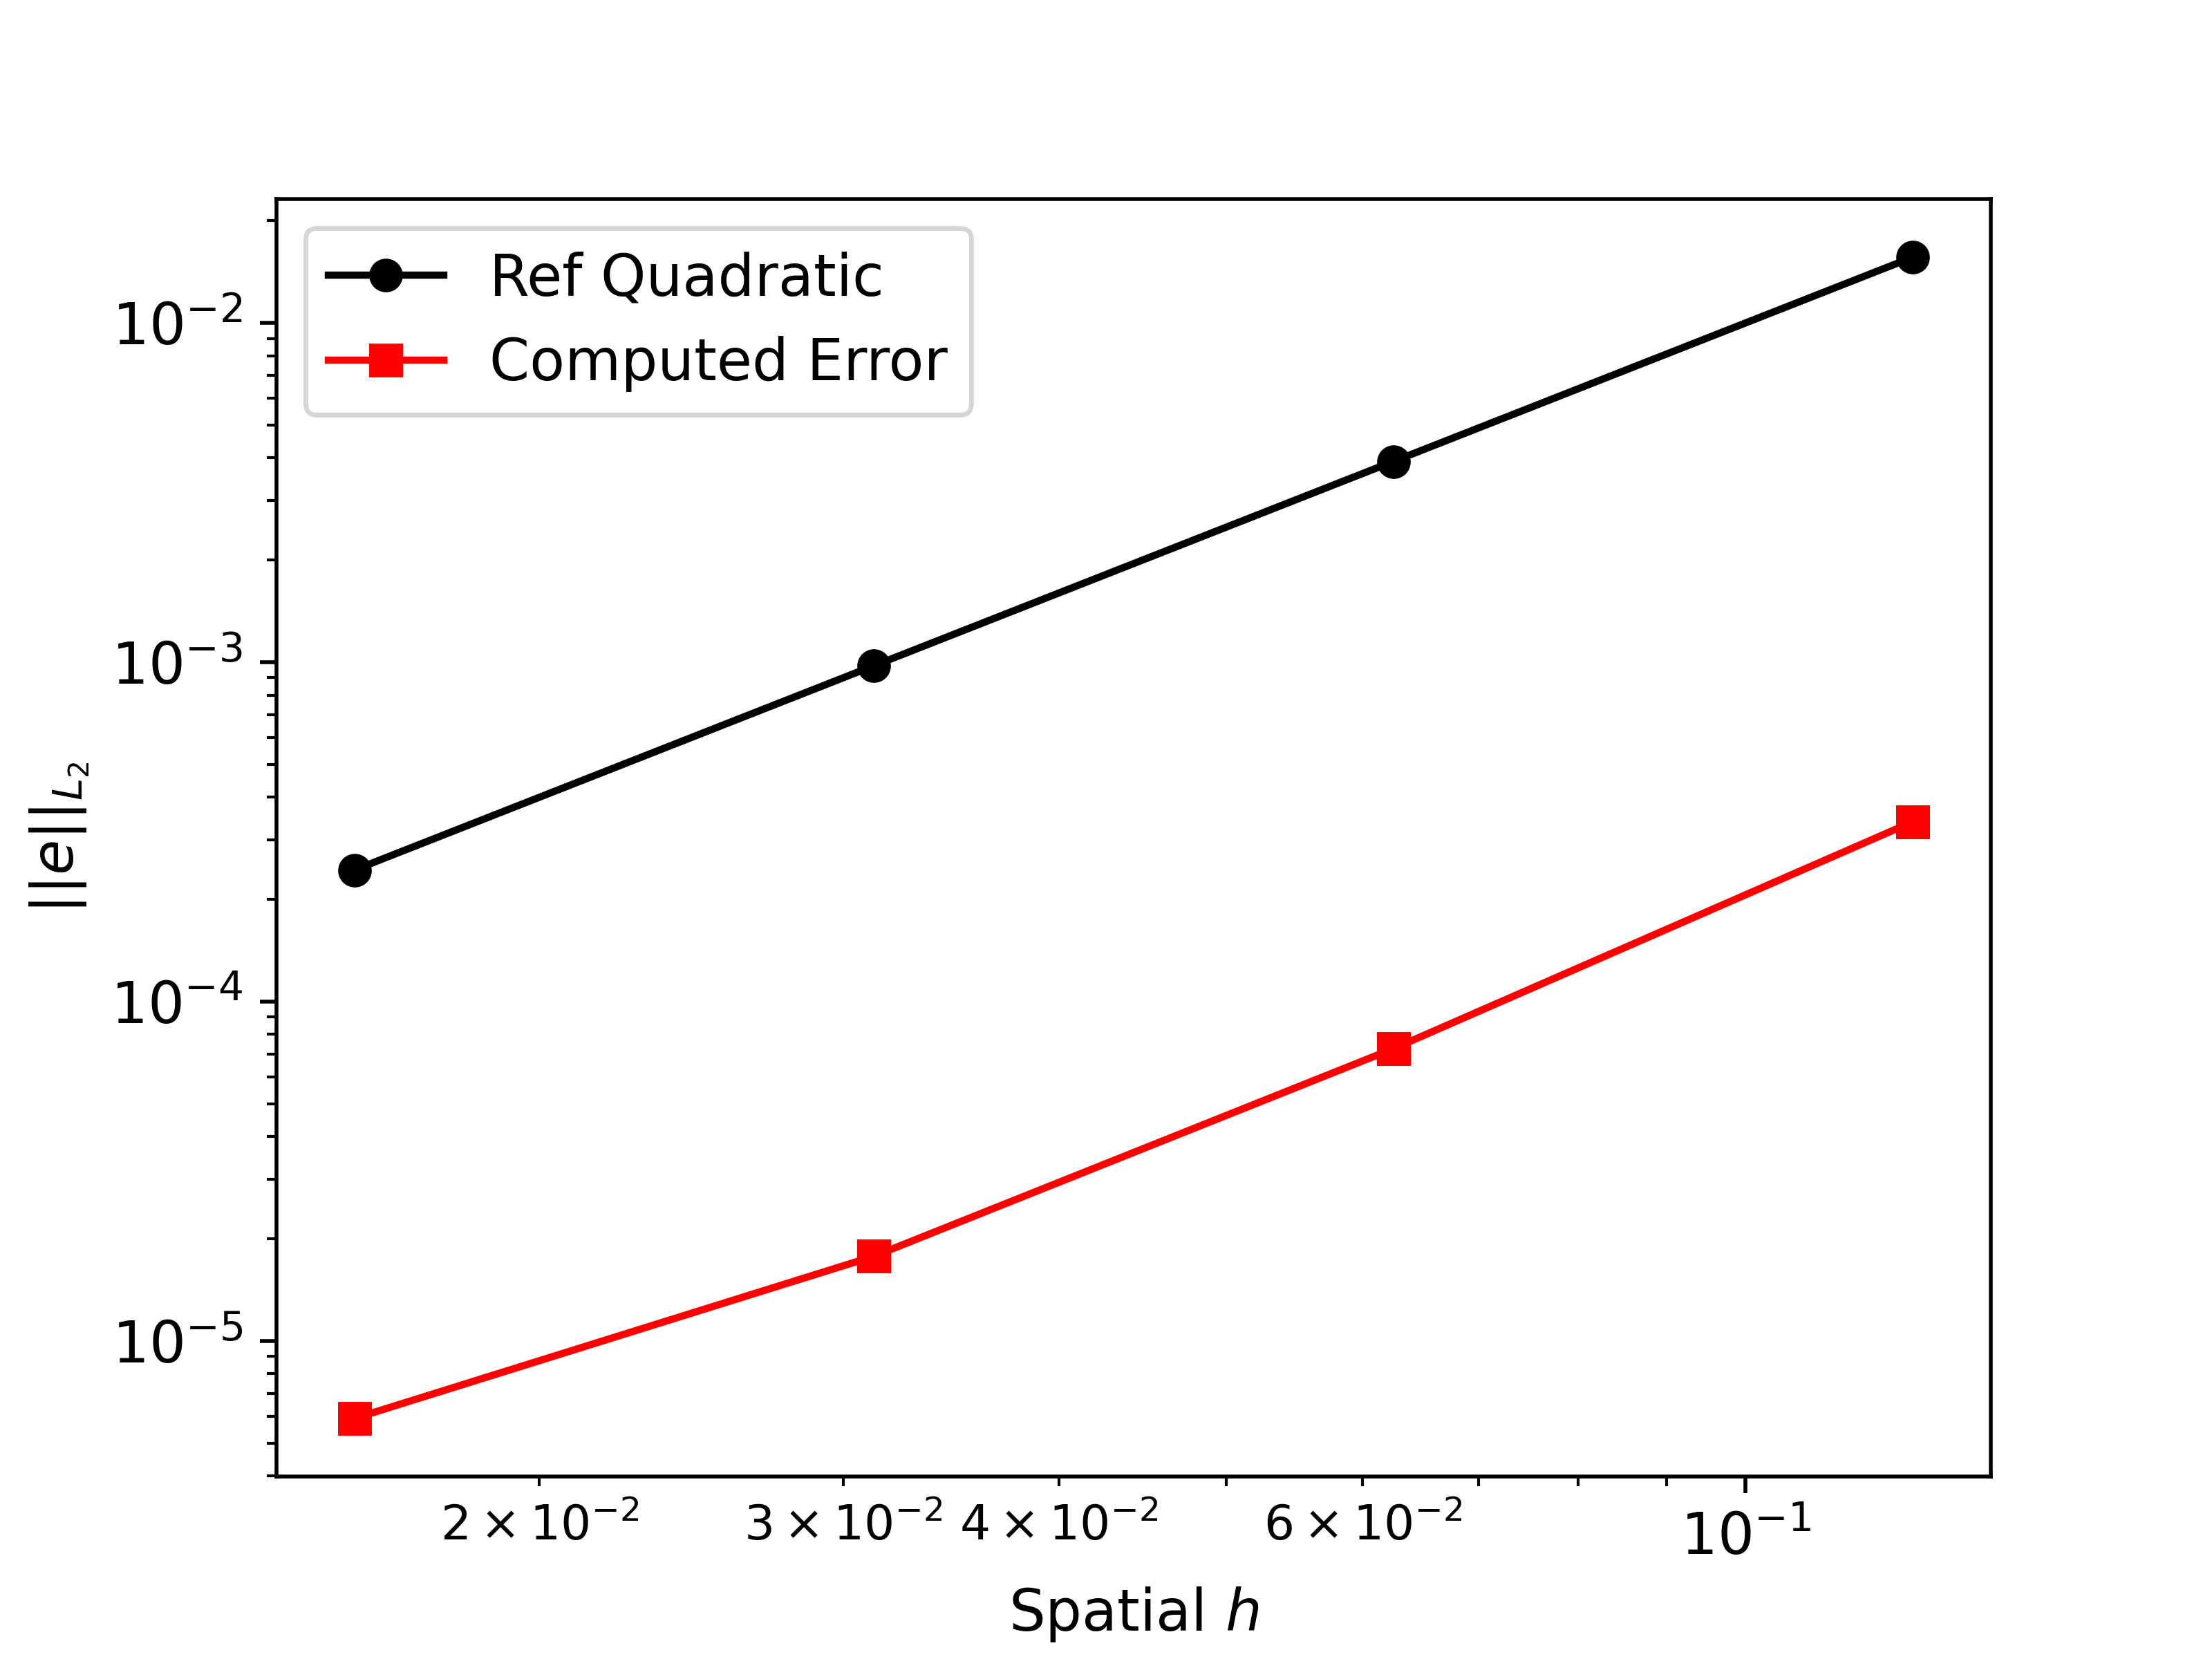 Ref Quadratic
Computed Error
10⁻²
10⁻³
10⁻⁴
10⁻⁵
||e||_{L₂}
2 × 10⁻² 3 × 10⁻² 4 × 10⁻² 6 × 10⁻² 10⁻¹
Spatial h